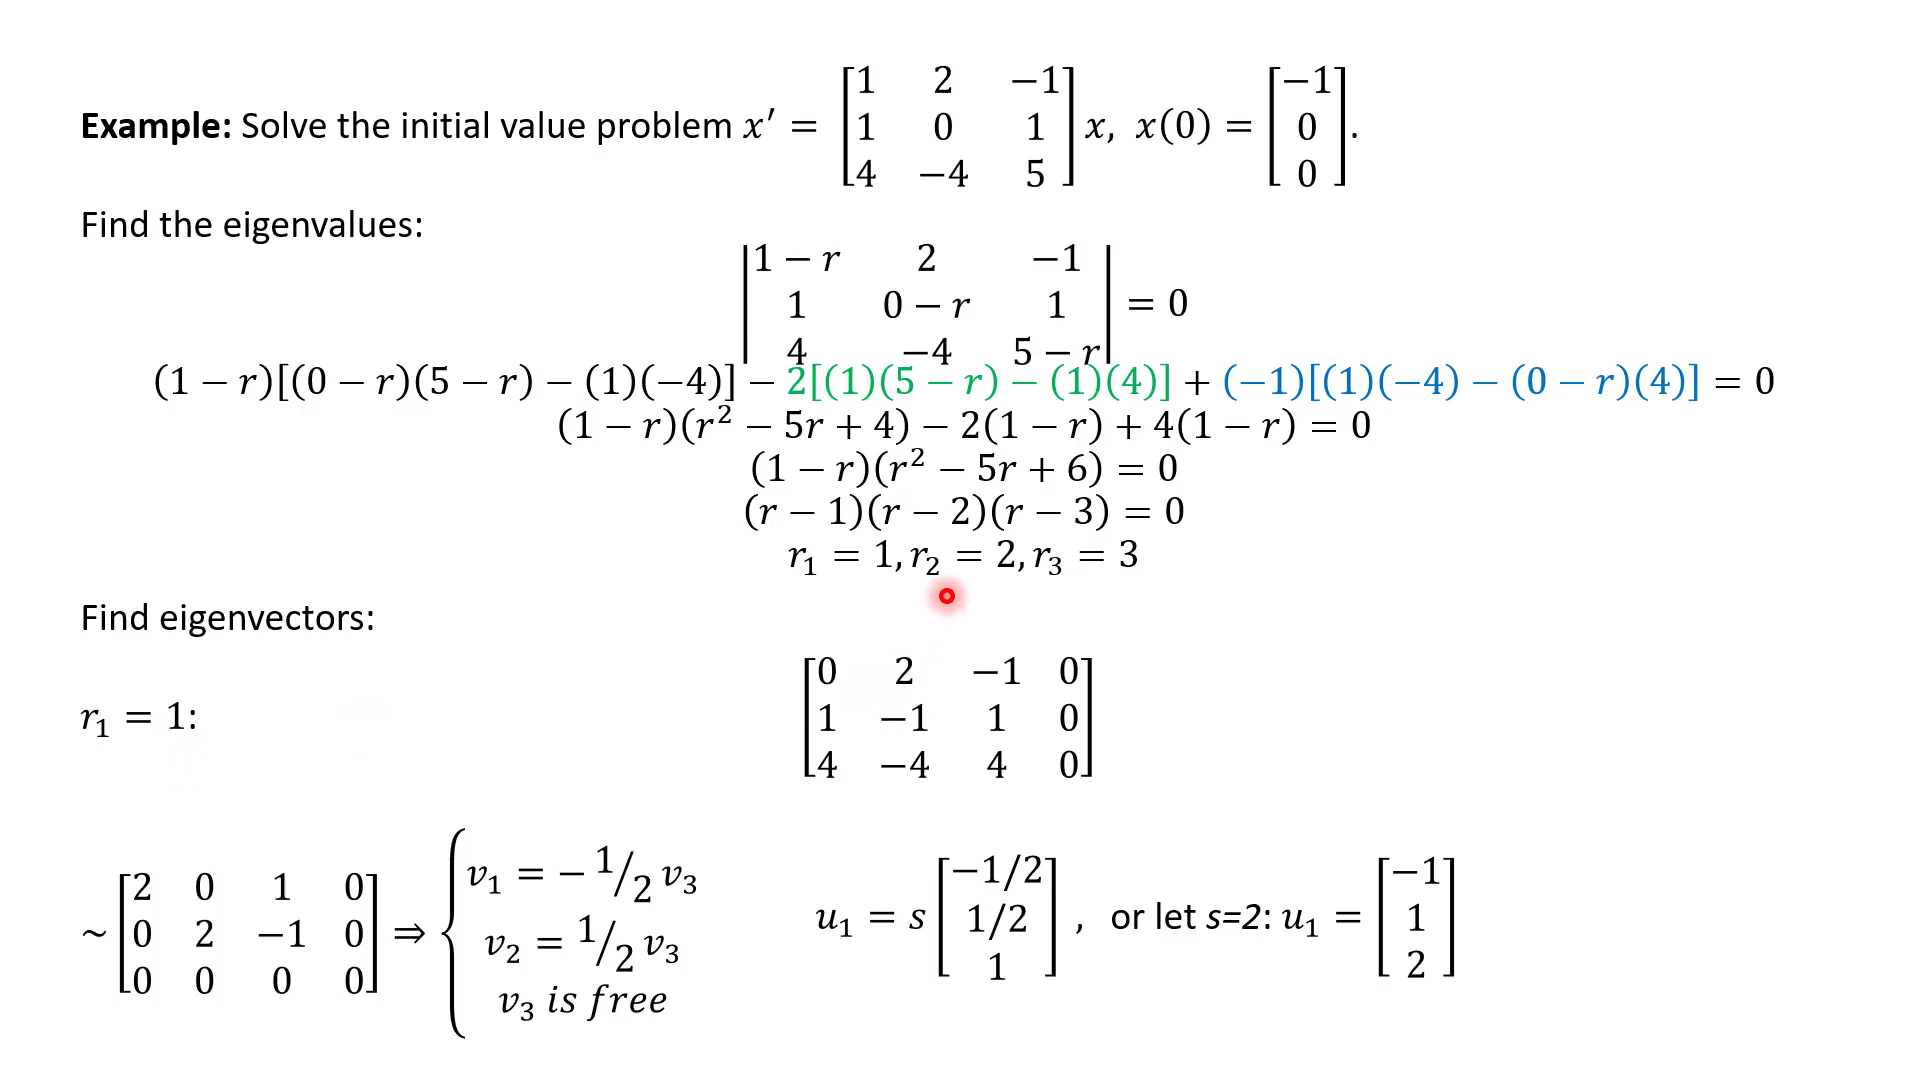 Example: Solve the initial value problem x′ = [1 2 −1; 1 0 1; 4 −4 5] x, x(0) = [−1; 0; 0].
Find the eigenvalues:
|1 − r 2 −1; 1 0 − r 1; 4 −4 5 − r| = 0
(1 − r)[(0 − r)(5 − r) − (1)(−4)] − 2[(1)(5 − r) − (1)(4)] + (−1)[(1)(−4) − (0 − r)(4)] = 0
(1 − r)(r² − 5r + 4) − 2(1 − r) + 4(1 − r) = 0
(1 − r)(r² − 5r + 6) = 0
(r − 1)(r − 2)(r − 3) = 0
r₁ = 1, r₂ = 2, r₃ = 3
Find eigenvectors:
r₁ = 1: [0 2 −1 0; 1 −1 1 0; 4 −4 4 0]
~ [2 0 1 0; 0 2 −1 0; 0 0 0 0] ⇒ { v₁ = − 1/2 v₃; v₂ = 1/2 v₃; v₃ is free
u₁ = s [−1/2; 1/2; 1] , or let s=2: u₁ = [−1; 1; 2]